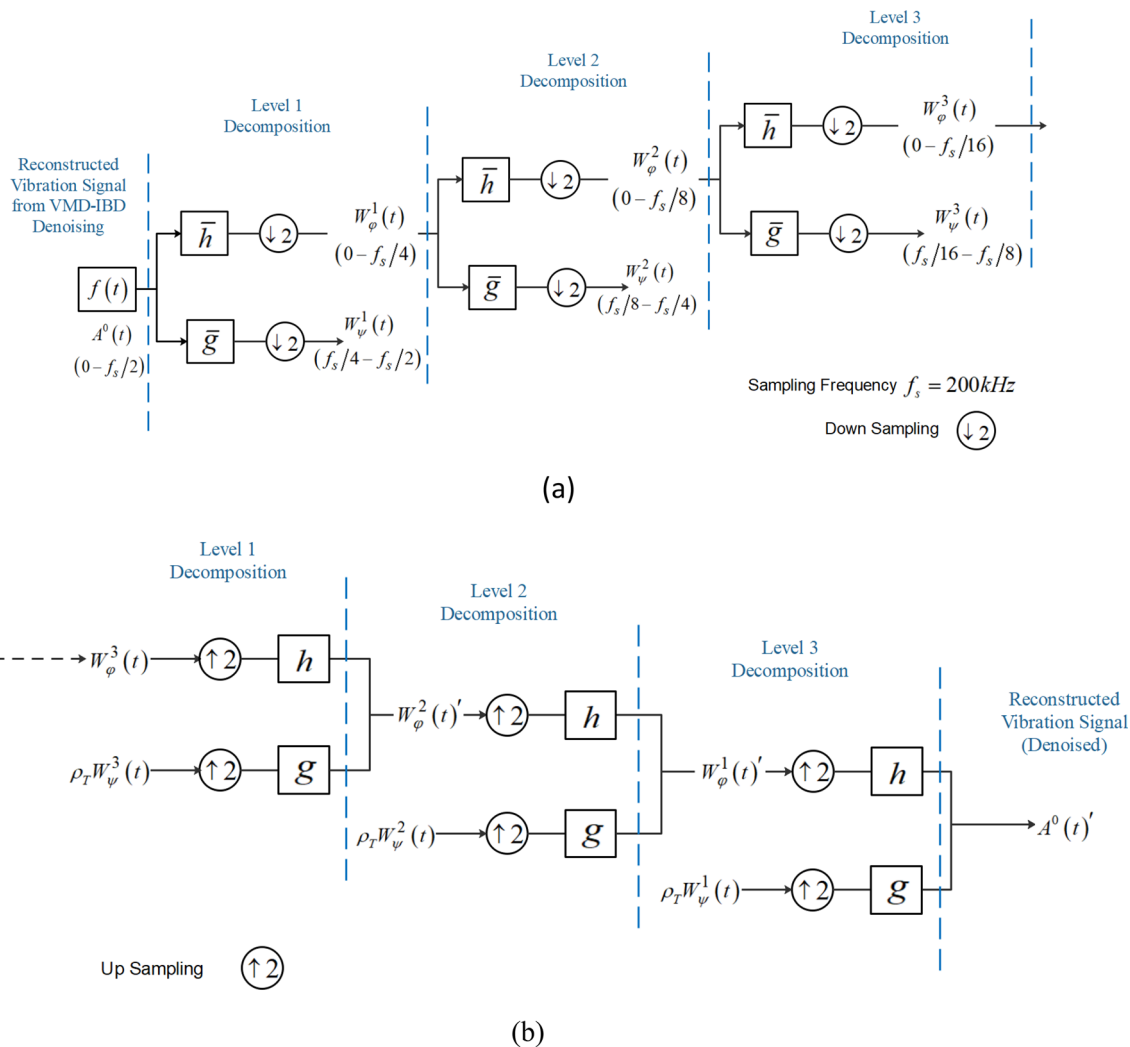 Level 3
Decomposition
Level 2
Decomposition
Level 1
Decomposition
Reconstructed
Vibration Signal
from VMD-IBD
Denoising
h̅
↓2
W_φ^3(t)
(0−f_s/16)
h̅
↓2
W_φ^2(t)
(0−f_s/8)
h̅
↓2
W_φ^1(t)
(0−f_s/4)
g̅
↓2
W_ψ^3(t)
(f_s/16−f_s/8)
g̅
↓2
W_ψ^2(t)
(f_s/8−f_s/4)
f(t)
A^0(t)
(0−f_s/2)
g̅
↓2
W_ψ^1(t)
(f_s/4−f_s/2)
Sampling Frequency f_s = 200kHz
Down Sampling ↓2
(a)
Level 1
Decomposition
Level 2
Decomposition
Level 3
Decomposition
Reconstructed
Vibration Signal
(Denoised)
W_φ^3(t) ↑2 h
W_φ^2(t)′ ↑2 h
ρ_T W_ψ^3(t) ↑2 g
W_φ^1(t)′ ↑2 h
ρ_T W_ψ^2(t) ↑2 g
A^0(t)′
ρ_T W_ψ^1(t) ↑2 g
Up Sampling ↑2
(b)